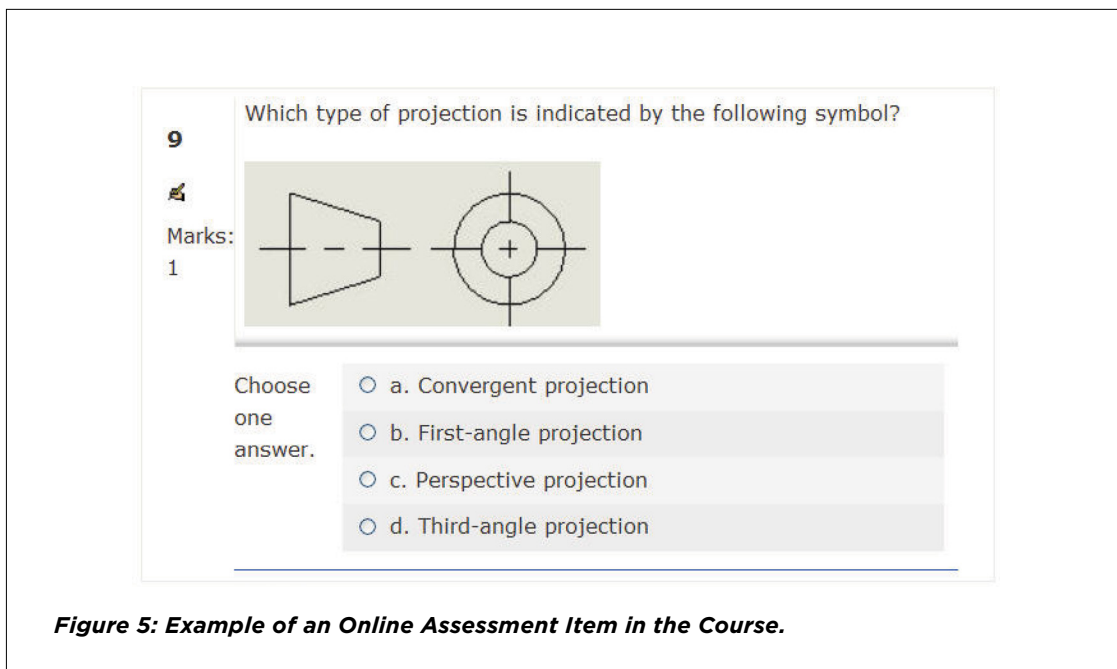 Which type of projection is indicated by the following symbol?
9
Marks:
1
Choose
one
answer.
a. Convergent projection
b. First-angle projection
c. Perspective projection
d. Third-angle projection
Figure 5: Example of an Online Assessment Item in the Course.